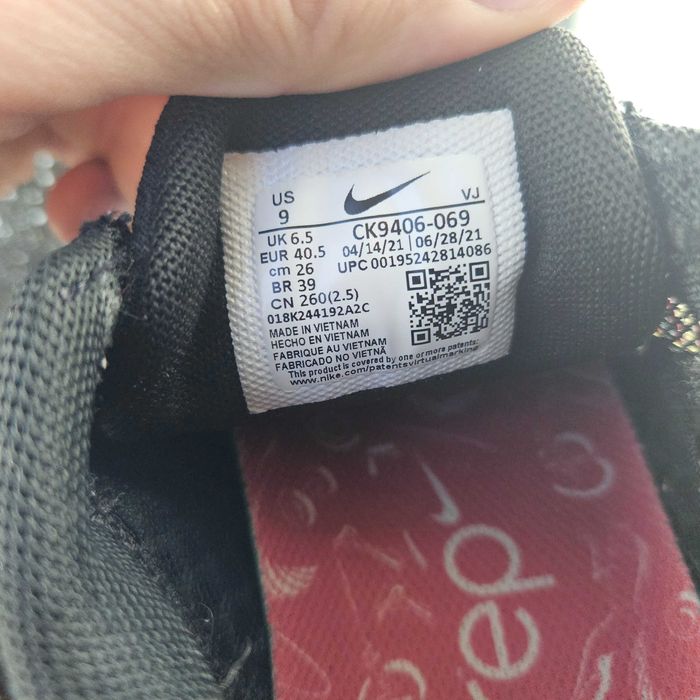 US
9
VJ
UK 6.5
EUR 40.5
cm 26
BR 39
CN 260(2.5)
CK9406-069
04/14/21 | 06/28/21
UPC 00195242814086
018K244192A2C
MADE IN VIETNAM
HECHO EN VIETNAM
FABRIQUE AU VIETNAM
FABRICADO NO VIETNÃ
This product is covered by one or more patents:
www.nike.com/patentsvirtualmarking